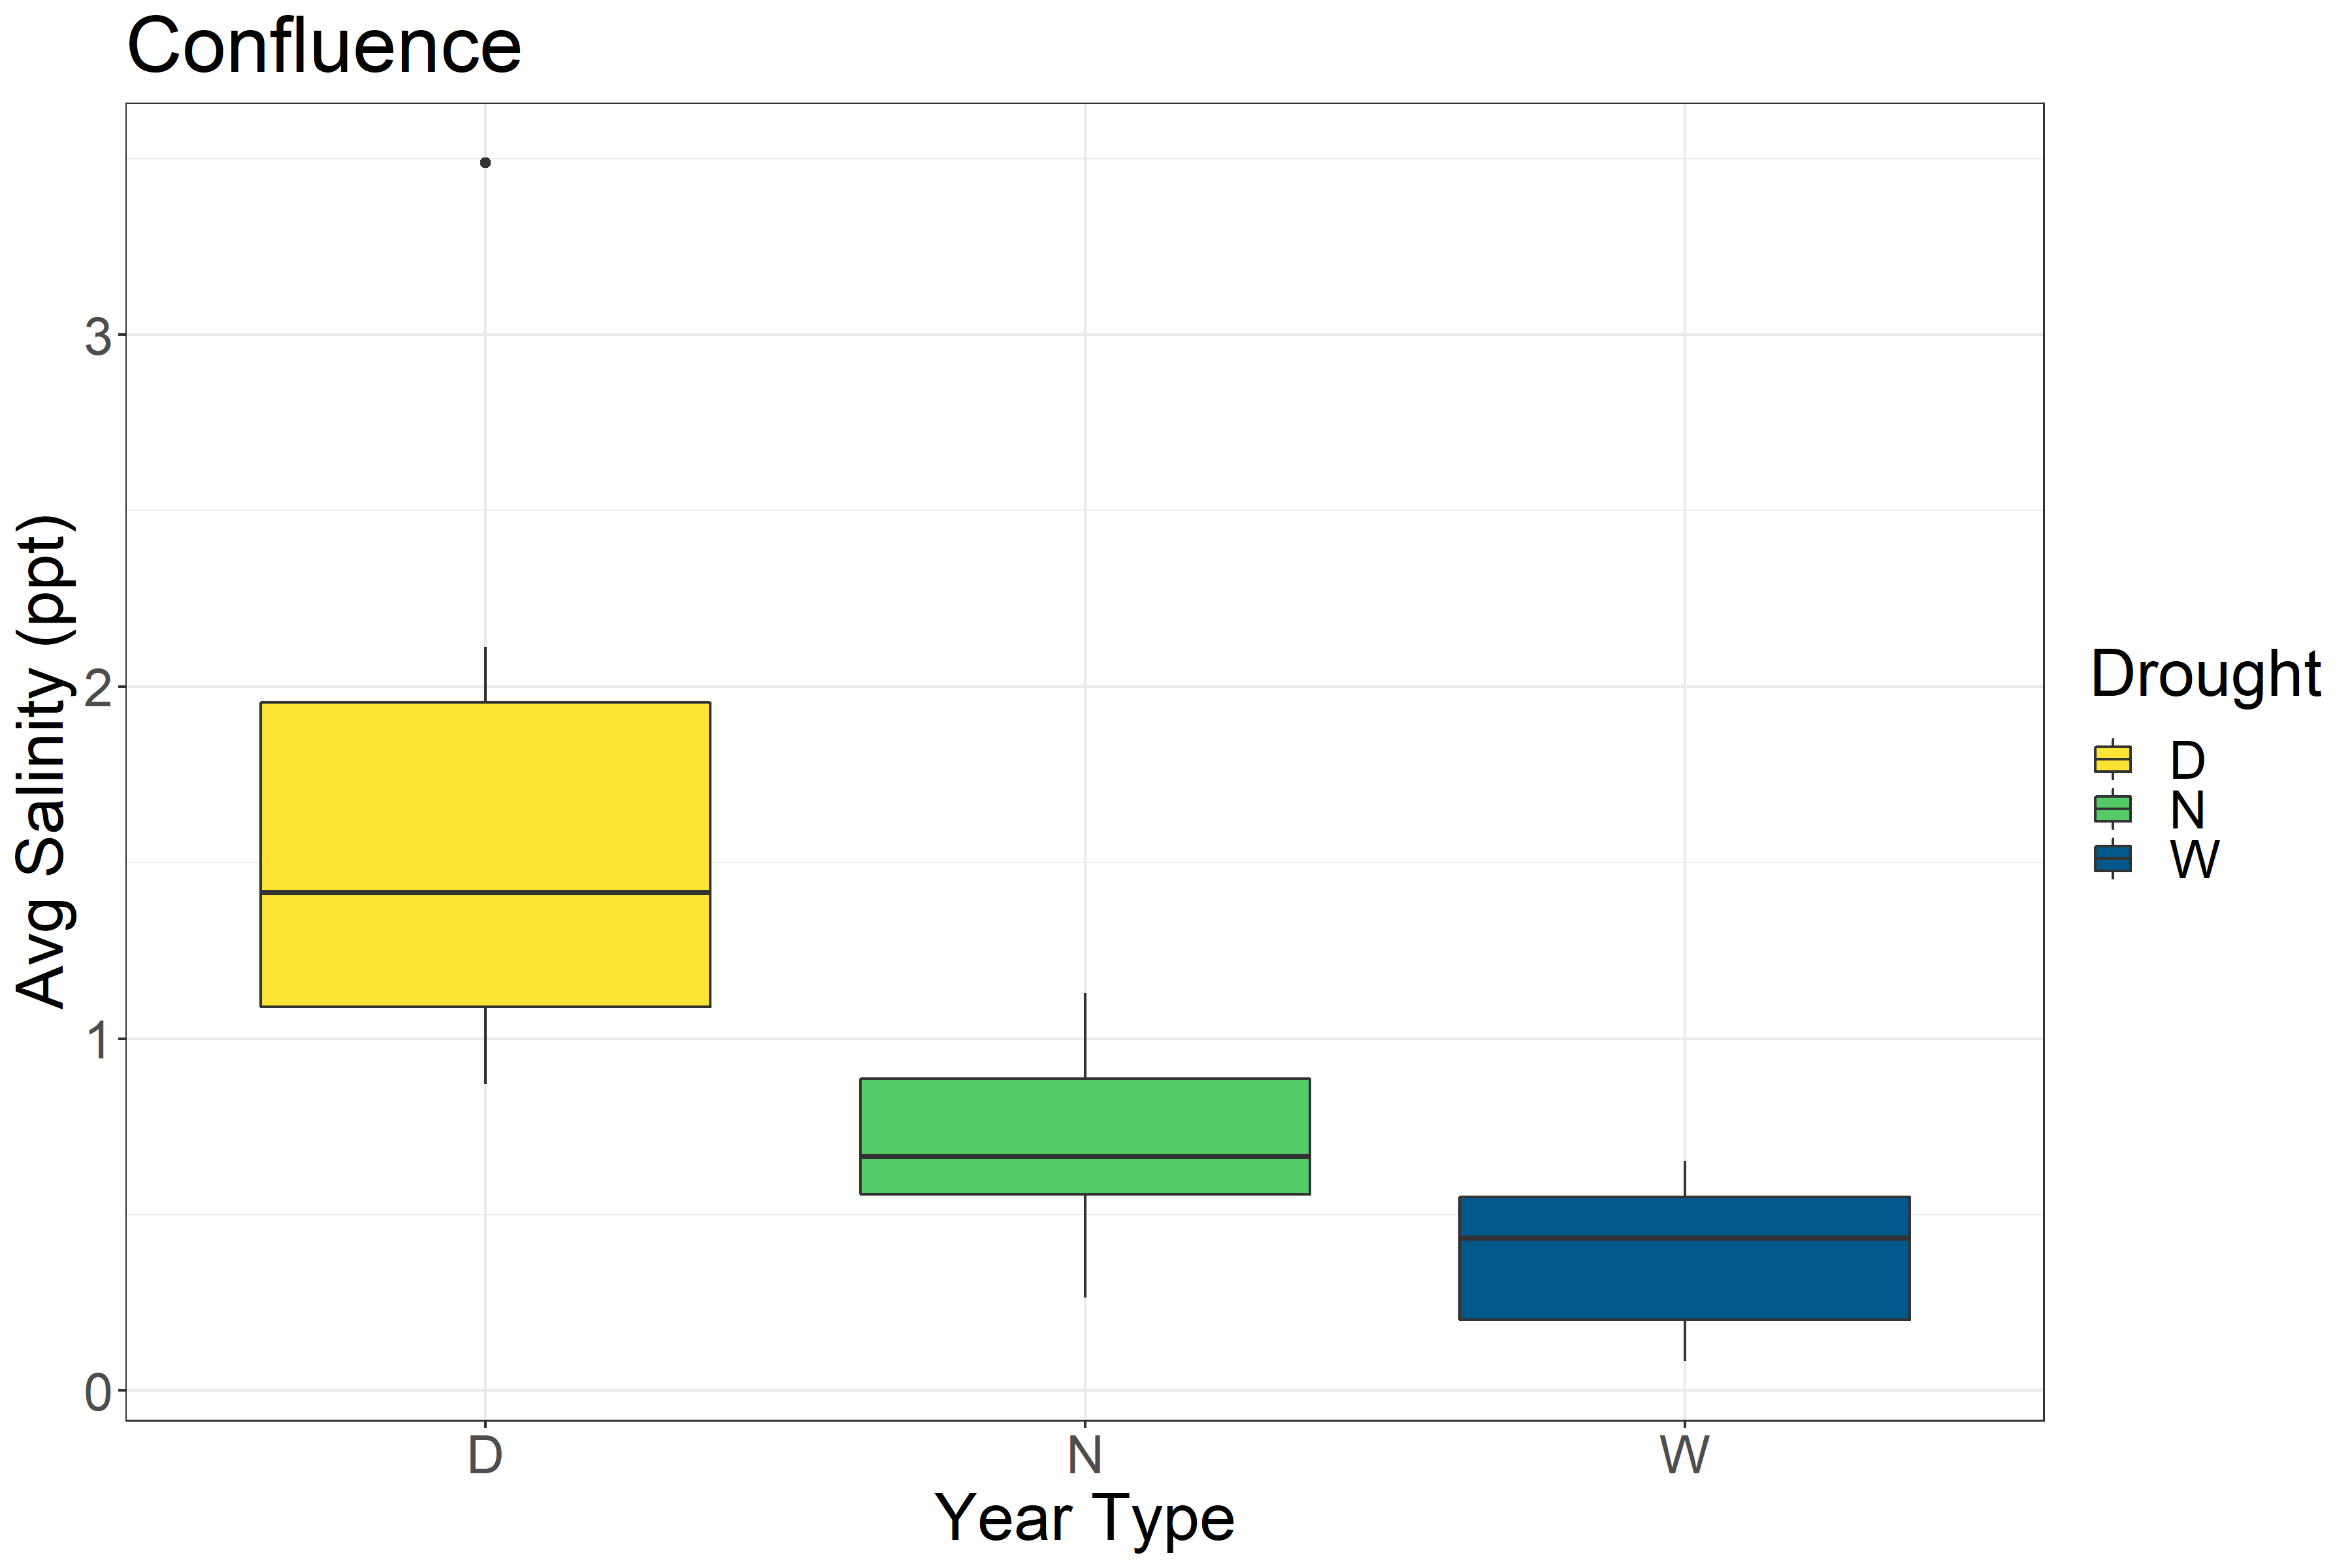 Confluence
Avg Salinity (ppt)
3
2
1
0
D
N
W
Year Type
Drought
D
N
W